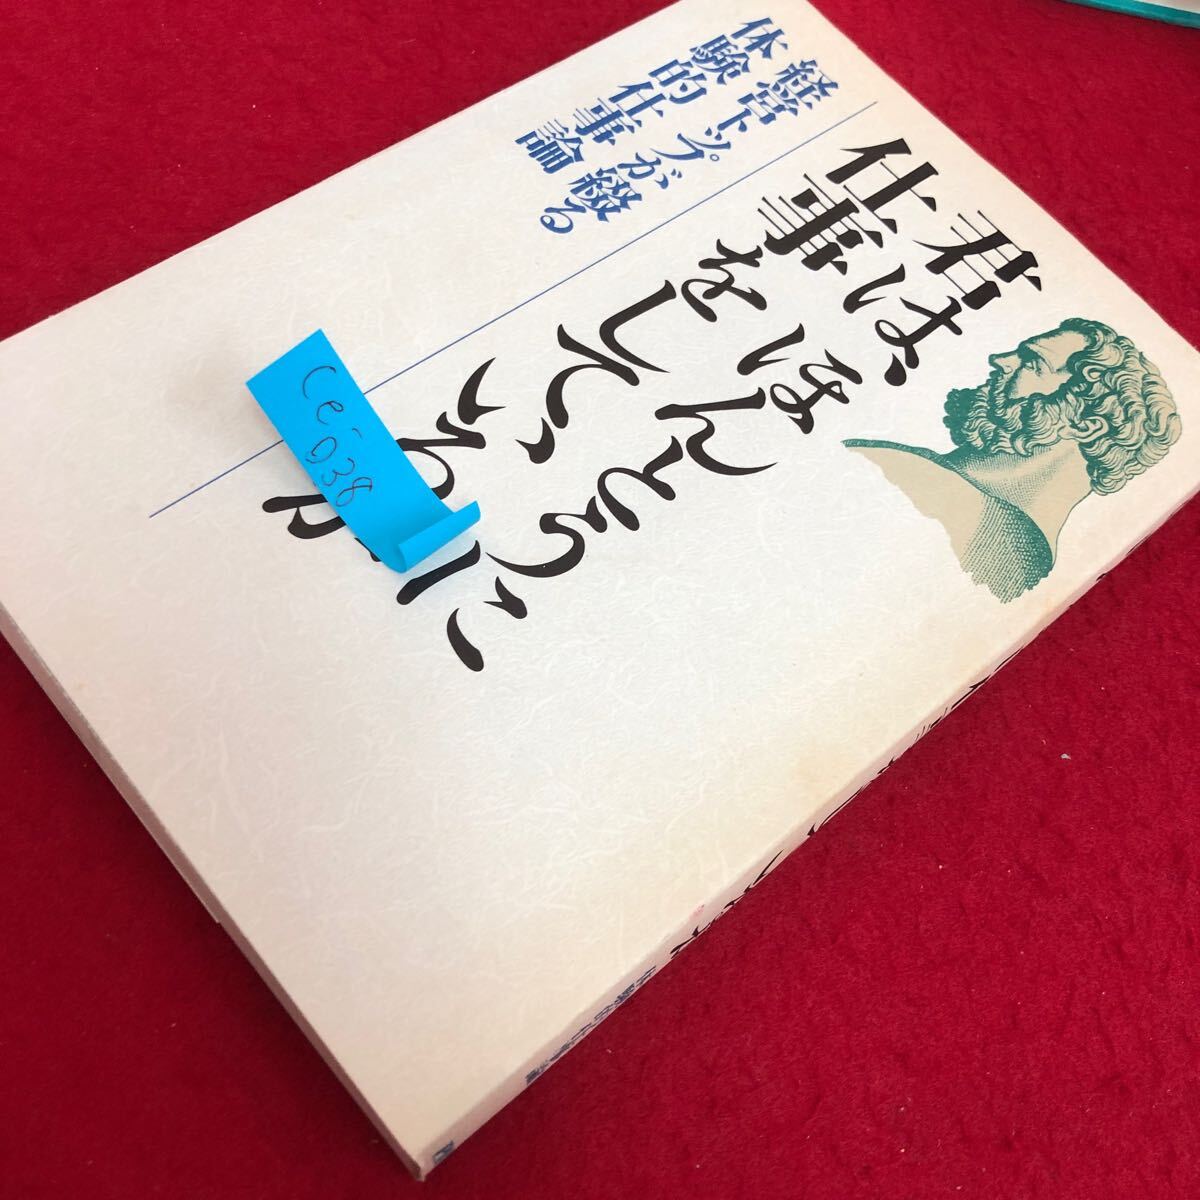 君は、ほんとうに
仕事をしているか
経営トップが綴る
体験的仕事論
Ce-038